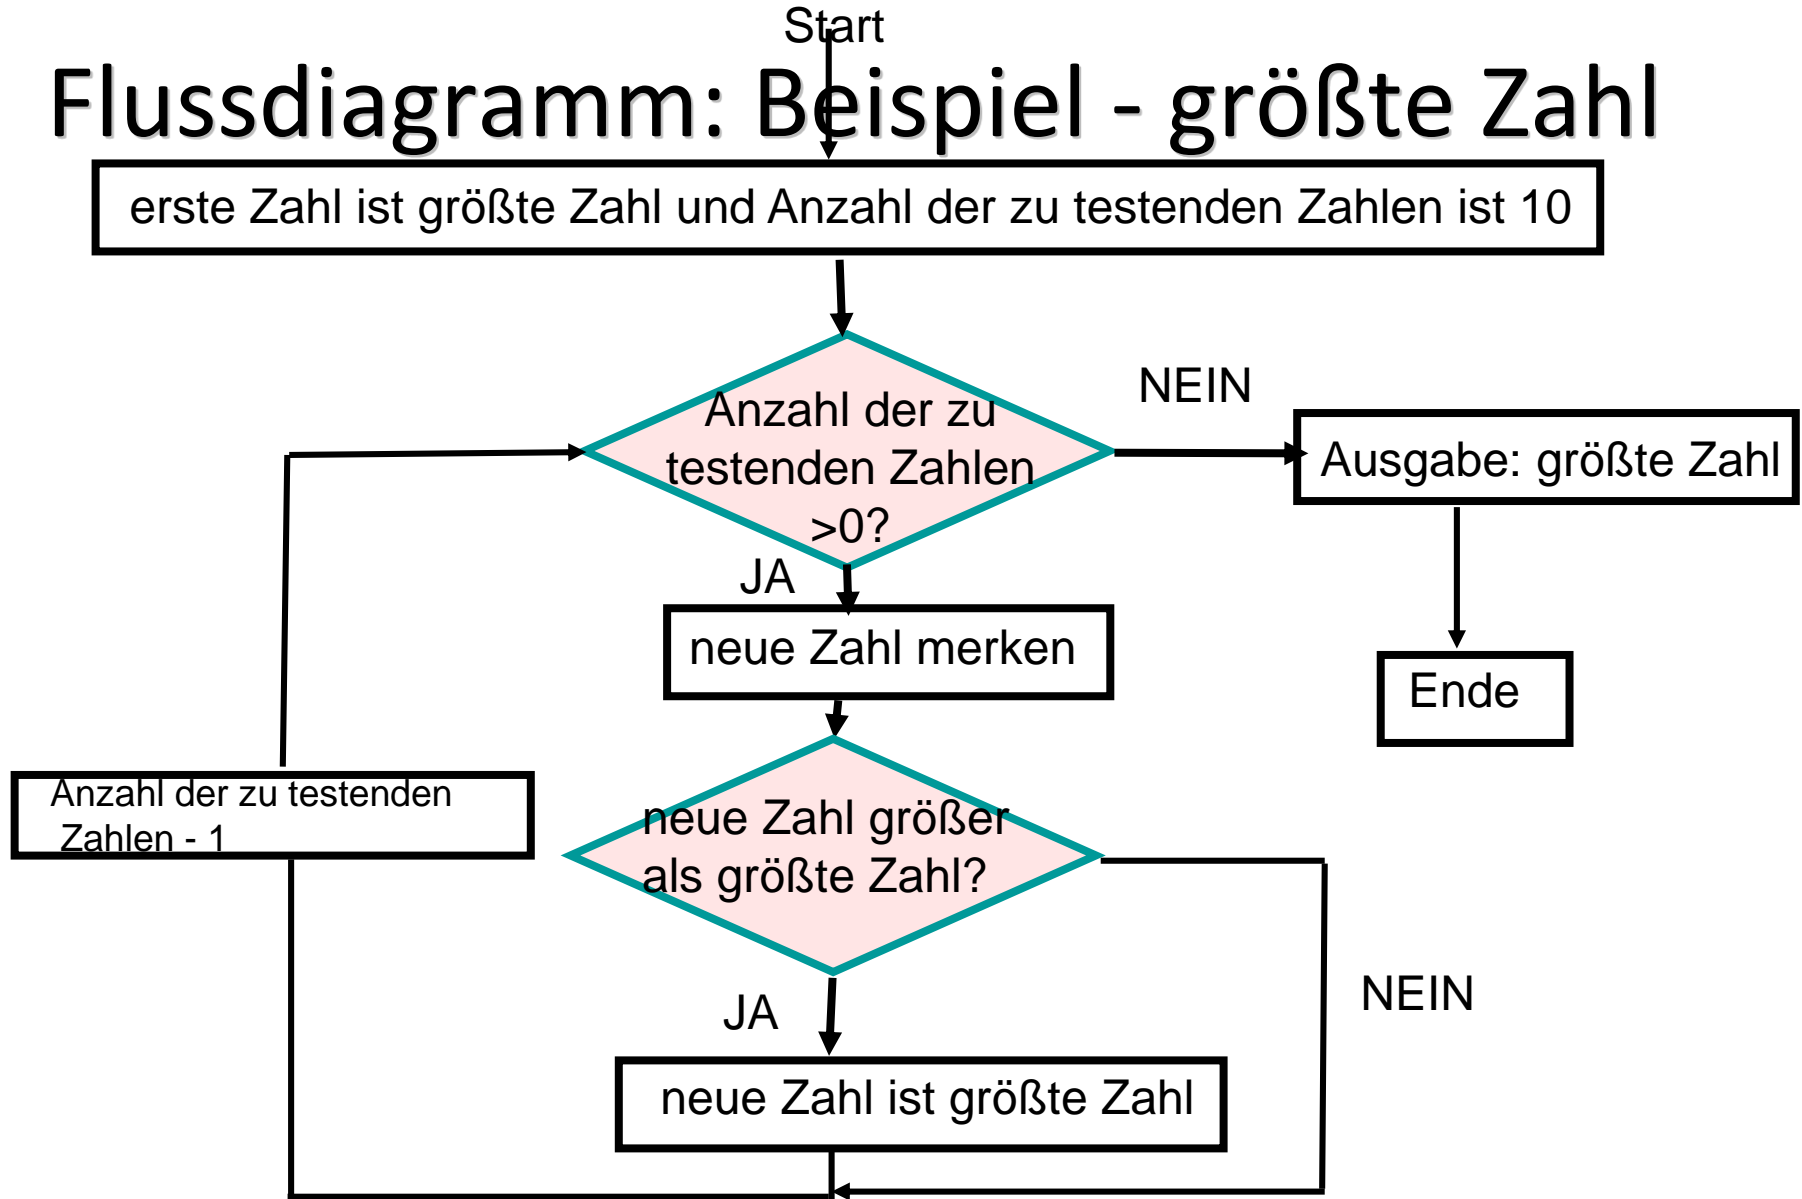 Start
Flussdiagramm: Beispiel - größte Zahl
erste Zahl ist größte Zahl und Anzahl der zu testenden Zahlen ist 10
Anzahl der zu
testenden Zahlen
>0?
NEIN
Ausgabe: größte Zahl
Ende
JA
neue Zahl merken
Anzahl der zu testenden
Zahlen - 1
neue Zahl größer
als größte Zahl?
NEIN
JA
neue Zahl ist größte Zahl